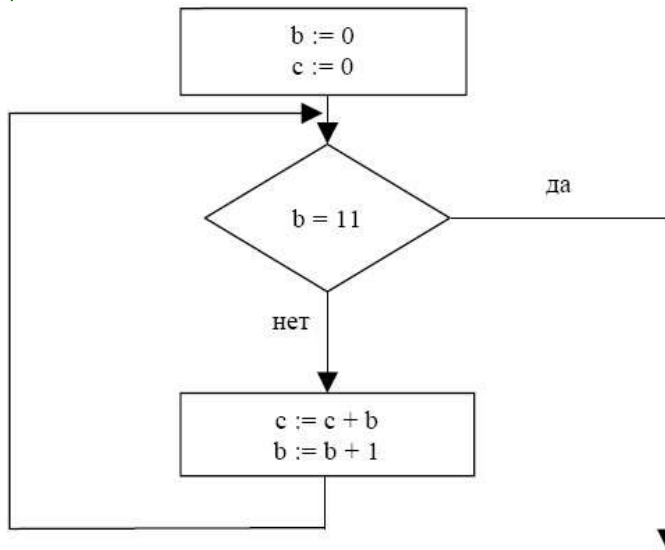 b := 0
c := 0
да
b = 11
нет
c := c + b
b := b + 1